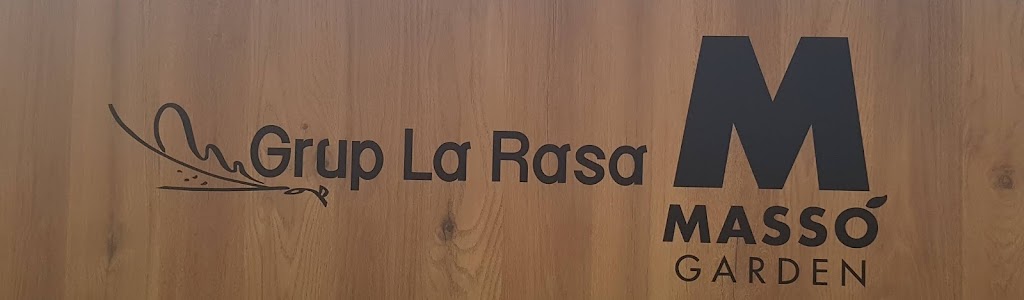 Grup La Rasa
M
MASSÓ
GARDEN